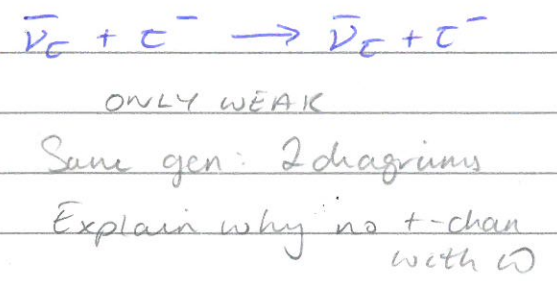 ν̄_τ + τ⁻ → ν̄_τ + τ⁻
ONLY WEAK
Same gen: 2 diagrams
Explain why no t-chan
with W